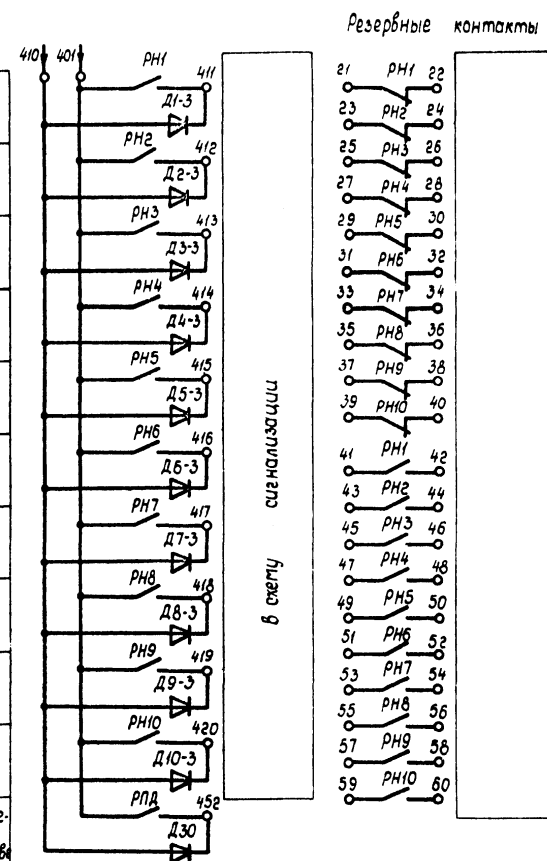 Резервные контакты
410 401
РН1 411
Д1-3
РН2 412
Д2-3
РН3 413
Д3-3
РН4 414
Д4-3
РН5 415
Д5-3
РН6 416
Д6-3
РН7 417
Д7-3
РН8 418
Д8-3
РН9 419
Д9-3
РН10 420
Д10-3
РПД 452
Д30
в схему сигнализации
21 РН1 22
23 РН2 24
25 РН3 26
27 РН4 28
29 РН5 30
31 РН6 32
33 РН7 34
35 РН8 36
37 РН9 38
39 РН10 40
41 РН1 42
43 РН2 44
45 РН3 46
47 РН4 48
49 РН5 50
51 РН6 52
53 РН7 54
55 РН8 56
57 РН9 58
59 РН10 60